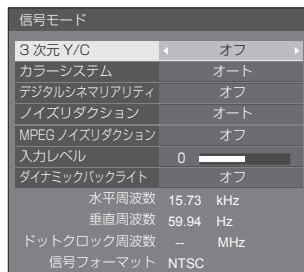 信号モード
3 次元 Y/C オフ
カラーシステム オート
デジタルシネマリアリティ オフ
ノイズリダクション オート
MPEG ノイズリダクション オフ
入力レベル 0
ダイナミックバックライト オフ
水平周波数 15.73 kHz
垂直周波数 59.94 Hz
ドットクロック周波数 -- MHz
信号フォーマット NTSC